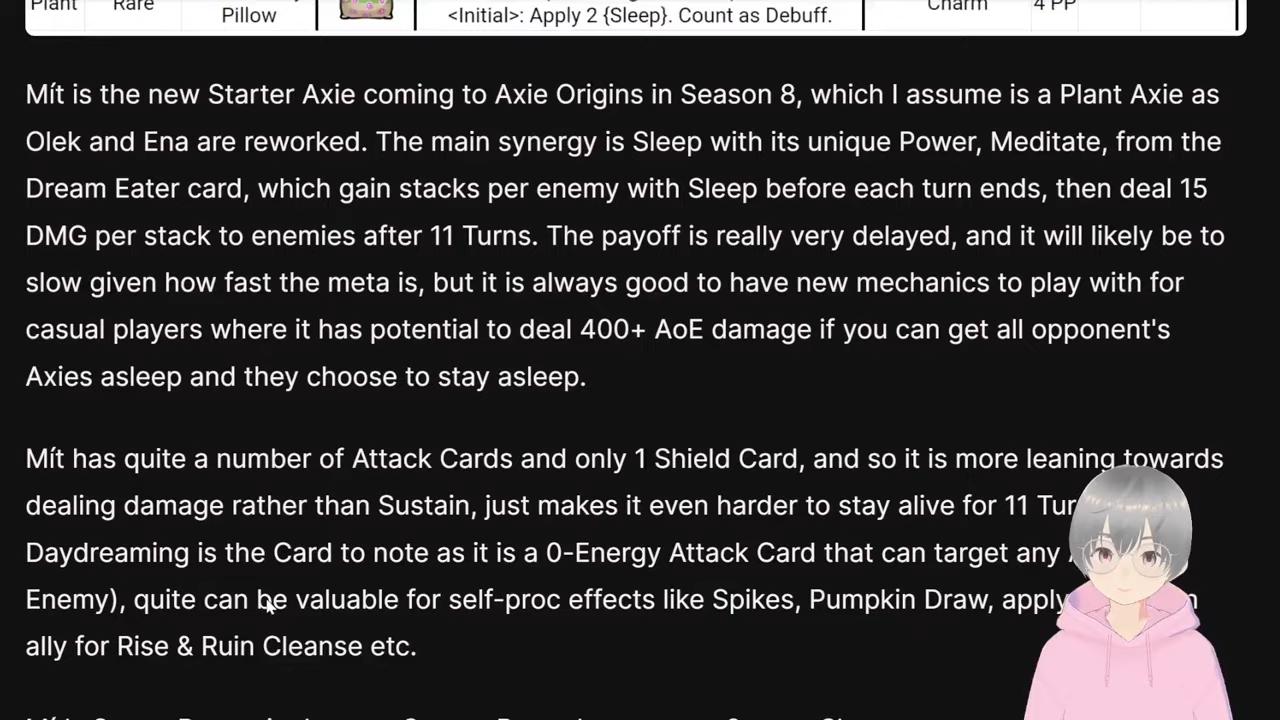 Plant Rare Pillow <Initial>: Apply 2 {Sleep}. Count as Debuff. Charm 4 PP
Mít is the new Starter Axie coming to Axie Origins in Season 8, which I assume is a Plant Axie as
Olek and Ena are reworked. The main synergy is Sleep with its unique Power, Meditate, from the
Dream Eater card, which gain stacks per enemy with Sleep before each turn ends, then deal 15
DMG per stack to enemies after 11 Turns. The payoff is really very delayed, and it will likely be to
slow given how fast the meta is, but it is always good to have new mechanics to play with for
casual players where it has potential to deal 400+ AoE damage if you can get all opponent's
Axies asleep and they choose to stay asleep.
Mít has quite a number of Attack Cards and only 1 Shield Card, and so it is more leaning towards
dealing damage rather than Sustain, just makes it even harder to stay alive for 11
Daydreaming is the Card to note as it is a 0-Energy Attack Card that can target any
Enemy), quite can be valuable for self-proc effects like Spikes, Pumpkin Draw, apply
ally for Rise & Ruin Cleanse etc.